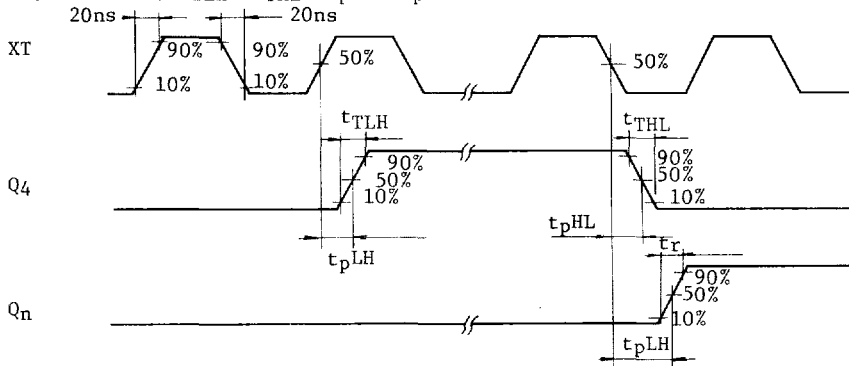 20ns 20ns
XT
90% 90%
10% 10%
50% 50%
tTLH tTHL
Q4
90% 90%
50% 50%
10% 10%
tpLH tpHL
tr
Qn
90%
50%
10%
tpLH